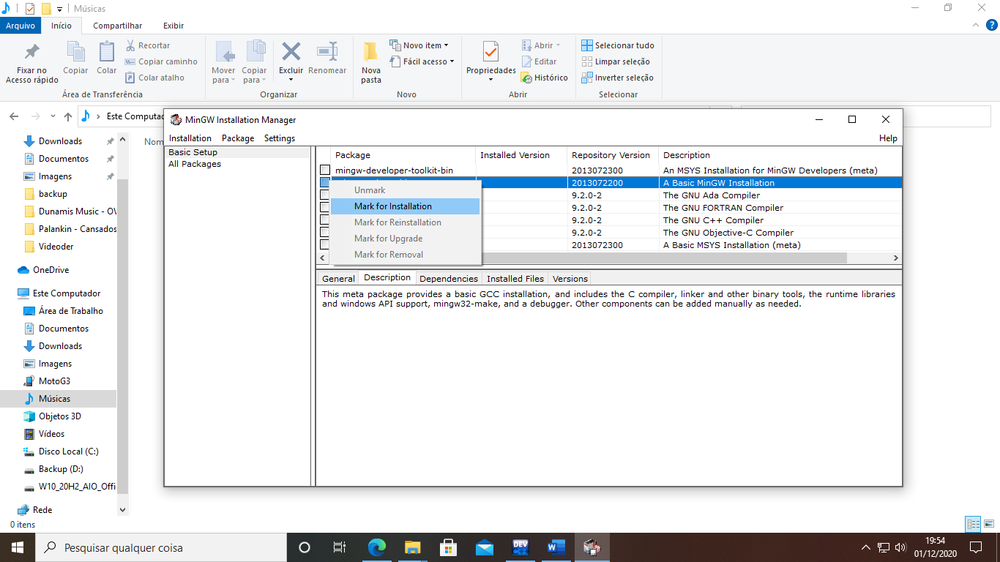 Músicas
Arquivo Início Compartilhar Exibir
Fixar no
Acesso rápido
Copiar
Colar
Recortar
Copiar caminho
Colar atalho
Área de Transferência
Mover
para
Copiar
para
Excluir
Renomear
Organizar
Nova
pasta
Novo item
Fácil acesso
Novo
Propriedades
Abrir
Editar
Histórico
Abrir
Selecionar tudo
Limpar seleção
Inverter seleção
Selecionar
Este Computad
Nom
Downloads
Documentos
Imagens
backup
Dunamis Music - OV
Palankin - Cansados
Videoder
OneDrive
Este Computador
Área de Trabalho
Documentos
Downloads
Imagens
MotoG3
Músicas
Objetos 3D
Vídeos
Disco Local (C:)
Backup (D:)
W10_20H2_AIO_Offi
Rede
0 itens
MinGW Installation Manager
Installation Package Settings Help
Basic Setup
All Packages
Package Installed Version Repository Version Description
mingw-developer-toolkit-bin 2013072300 An MSYS Installation for MinGW Developers (meta)
2013072200 A Basic MinGW Installation
9.2.0-2 The GNU Ada Compiler
9.2.0-2 The GNU FORTRAN Compiler
9.2.0-2 The GNU C++ Compiler
9.2.0-2 The GNU Objective-C Compiler
2013072300 A Basic MSYS Installation (meta)
Unmark
Mark for Installation
Mark for Reinstallation
Mark for Upgrade
Mark for Removal
General Description Dependencies Installed Files Versions
This meta package provides a basic GCC installation, and includes the C compiler, linker and other binary tools, the runtime libraries
and windows API support, mingw32-make, and a debugger. Other components can be added manually as needed.
Pesquisar qualquer coisa
DEV
19:54
01/12/2020